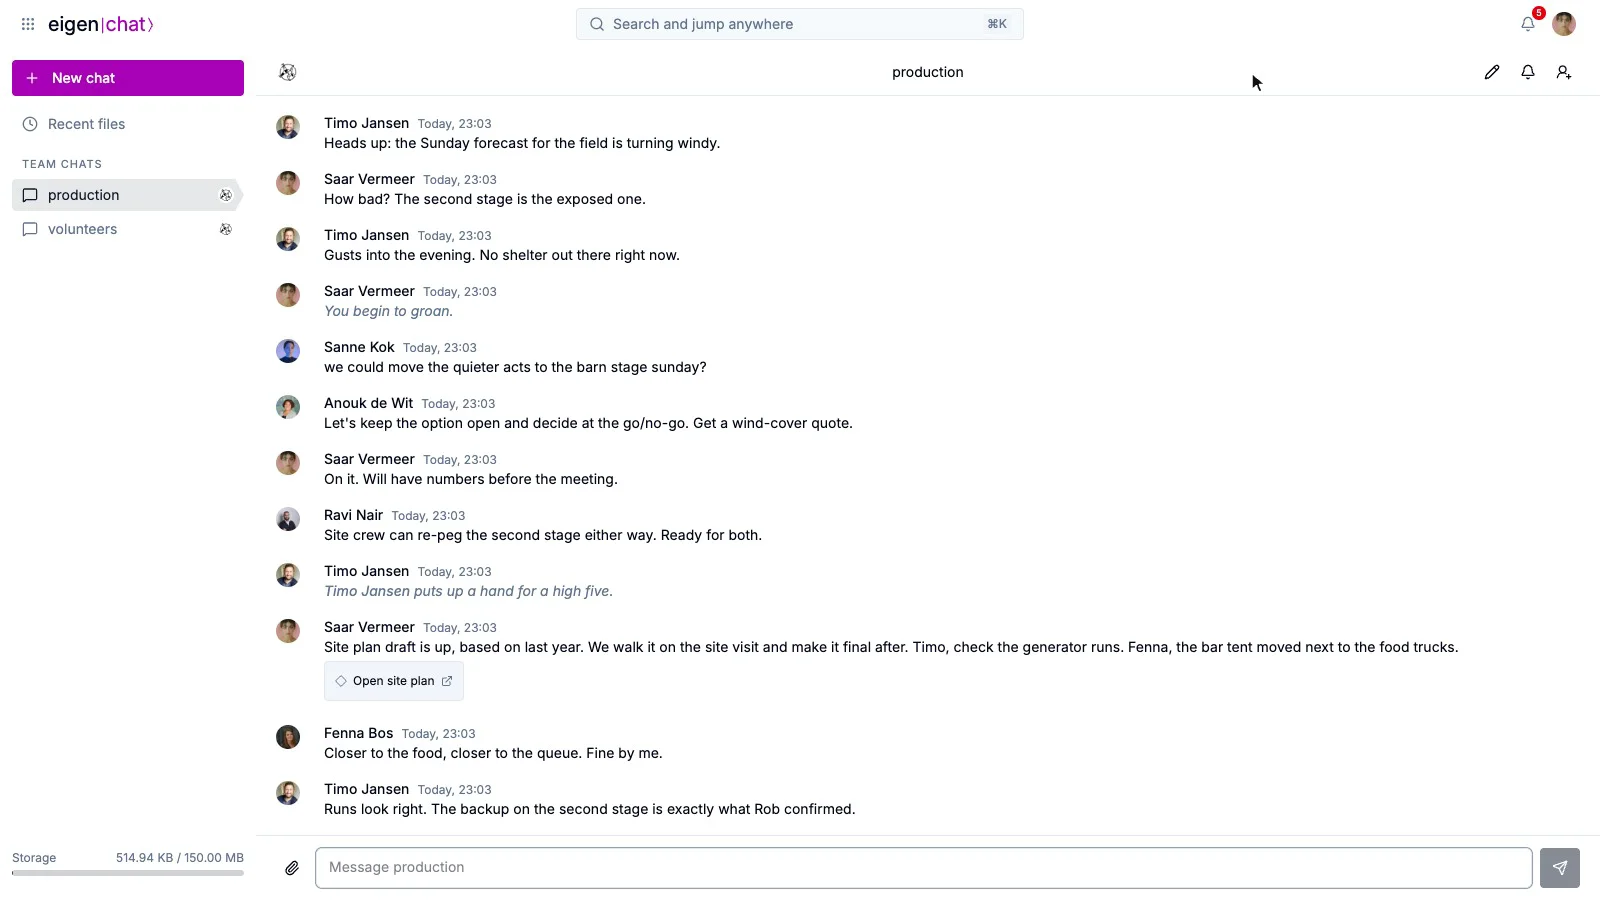 eigen|chat⟩
Search and jump anywhere
⌘K
5
New chat
Recent files
TEAM CHATS
production
volunteers
Storage
514.94 KB / 150.00 MB
production
Timo Jansen Today, 23:03
Heads up: the Sunday forecast for the field is turning windy.
Saar Vermeer Today, 23:03
How bad? The second stage is the exposed one.
Timo Jansen Today, 23:03
Gusts into the evening. No shelter out there right now.
Saar Vermeer Today, 23:03
You begin to groan.
Sanne Kok Today, 23:03
we could move the quieter acts to the barn stage sunday?
Anouk de Wit Today, 23:03
Let's keep the option open and decide at the go/no-go. Get a wind-cover quote.
Saar Vermeer Today, 23:03
On it. Will have numbers before the meeting.
Ravi Nair Today, 23:03
Site crew can re-peg the second stage either way. Ready for both.
Timo Jansen Today, 23:03
Timo Jansen puts up a hand for a high five.
Saar Vermeer Today, 23:03
Site plan draft is up, based on last year. We walk it on the site visit and make it final after. Timo, check the generator runs. Fenna, the bar tent moved next to the food trucks.
Open site plan
Fenna Bos Today, 23:03
Closer to the food, closer to the queue. Fine by me.
Timo Jansen Today, 23:03
Runs look right. The backup on the second stage is exactly what Rob confirmed.
Message production